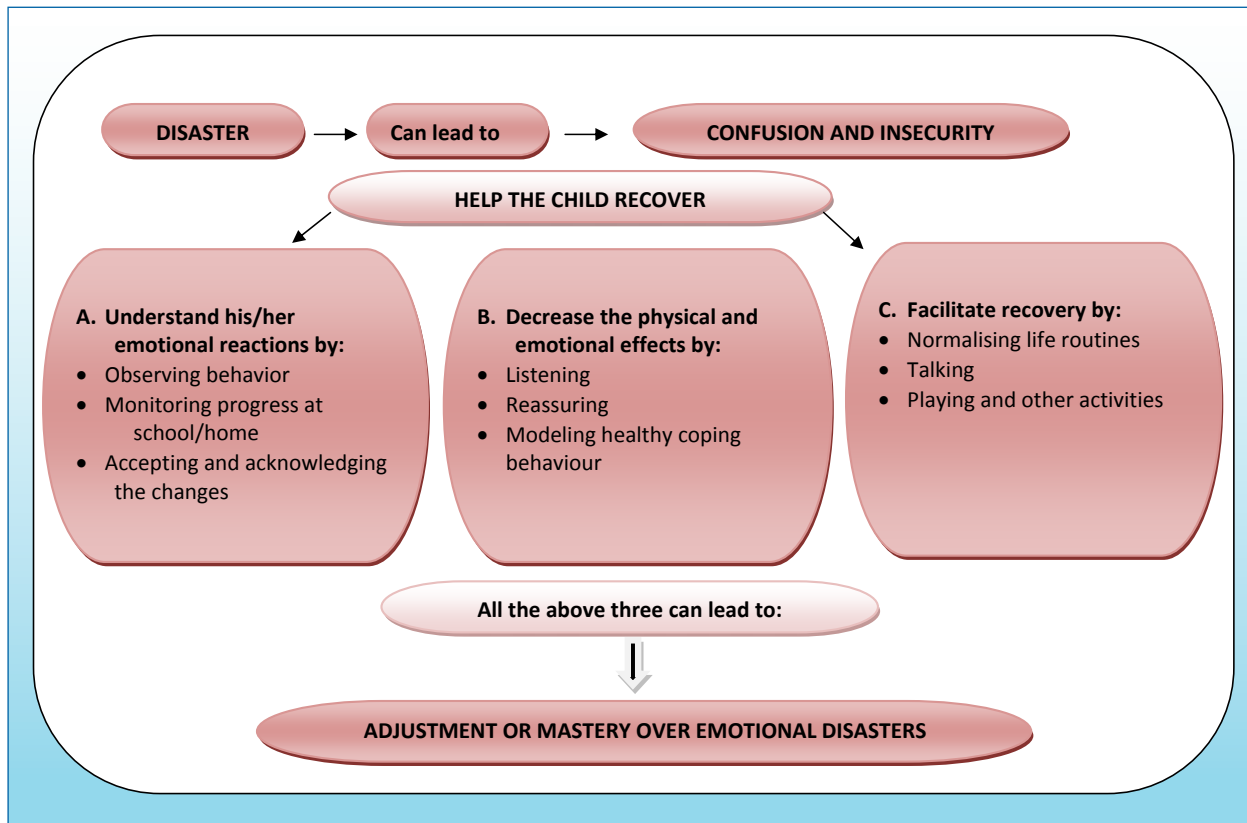 DISASTER
Can lead to
CONFUSION AND INSECURITY
HELP THE CHILD RECOVER
A. Understand his/her
emotional reactions by:
• Observing behavior
• Monitoring progress at
school/home
• Accepting and acknowledging
the changes
B. Decrease the physical and
emotional effects by:
• Listening
• Reassuring
• Modeling healthy coping
behaviour
C. Facilitate recovery by:
• Normalising life routines
• Talking
• Playing and other activities
All the above three can lead to:
ADJUSTMENT OR MASTERY OVER EMOTIONAL DISASTERS